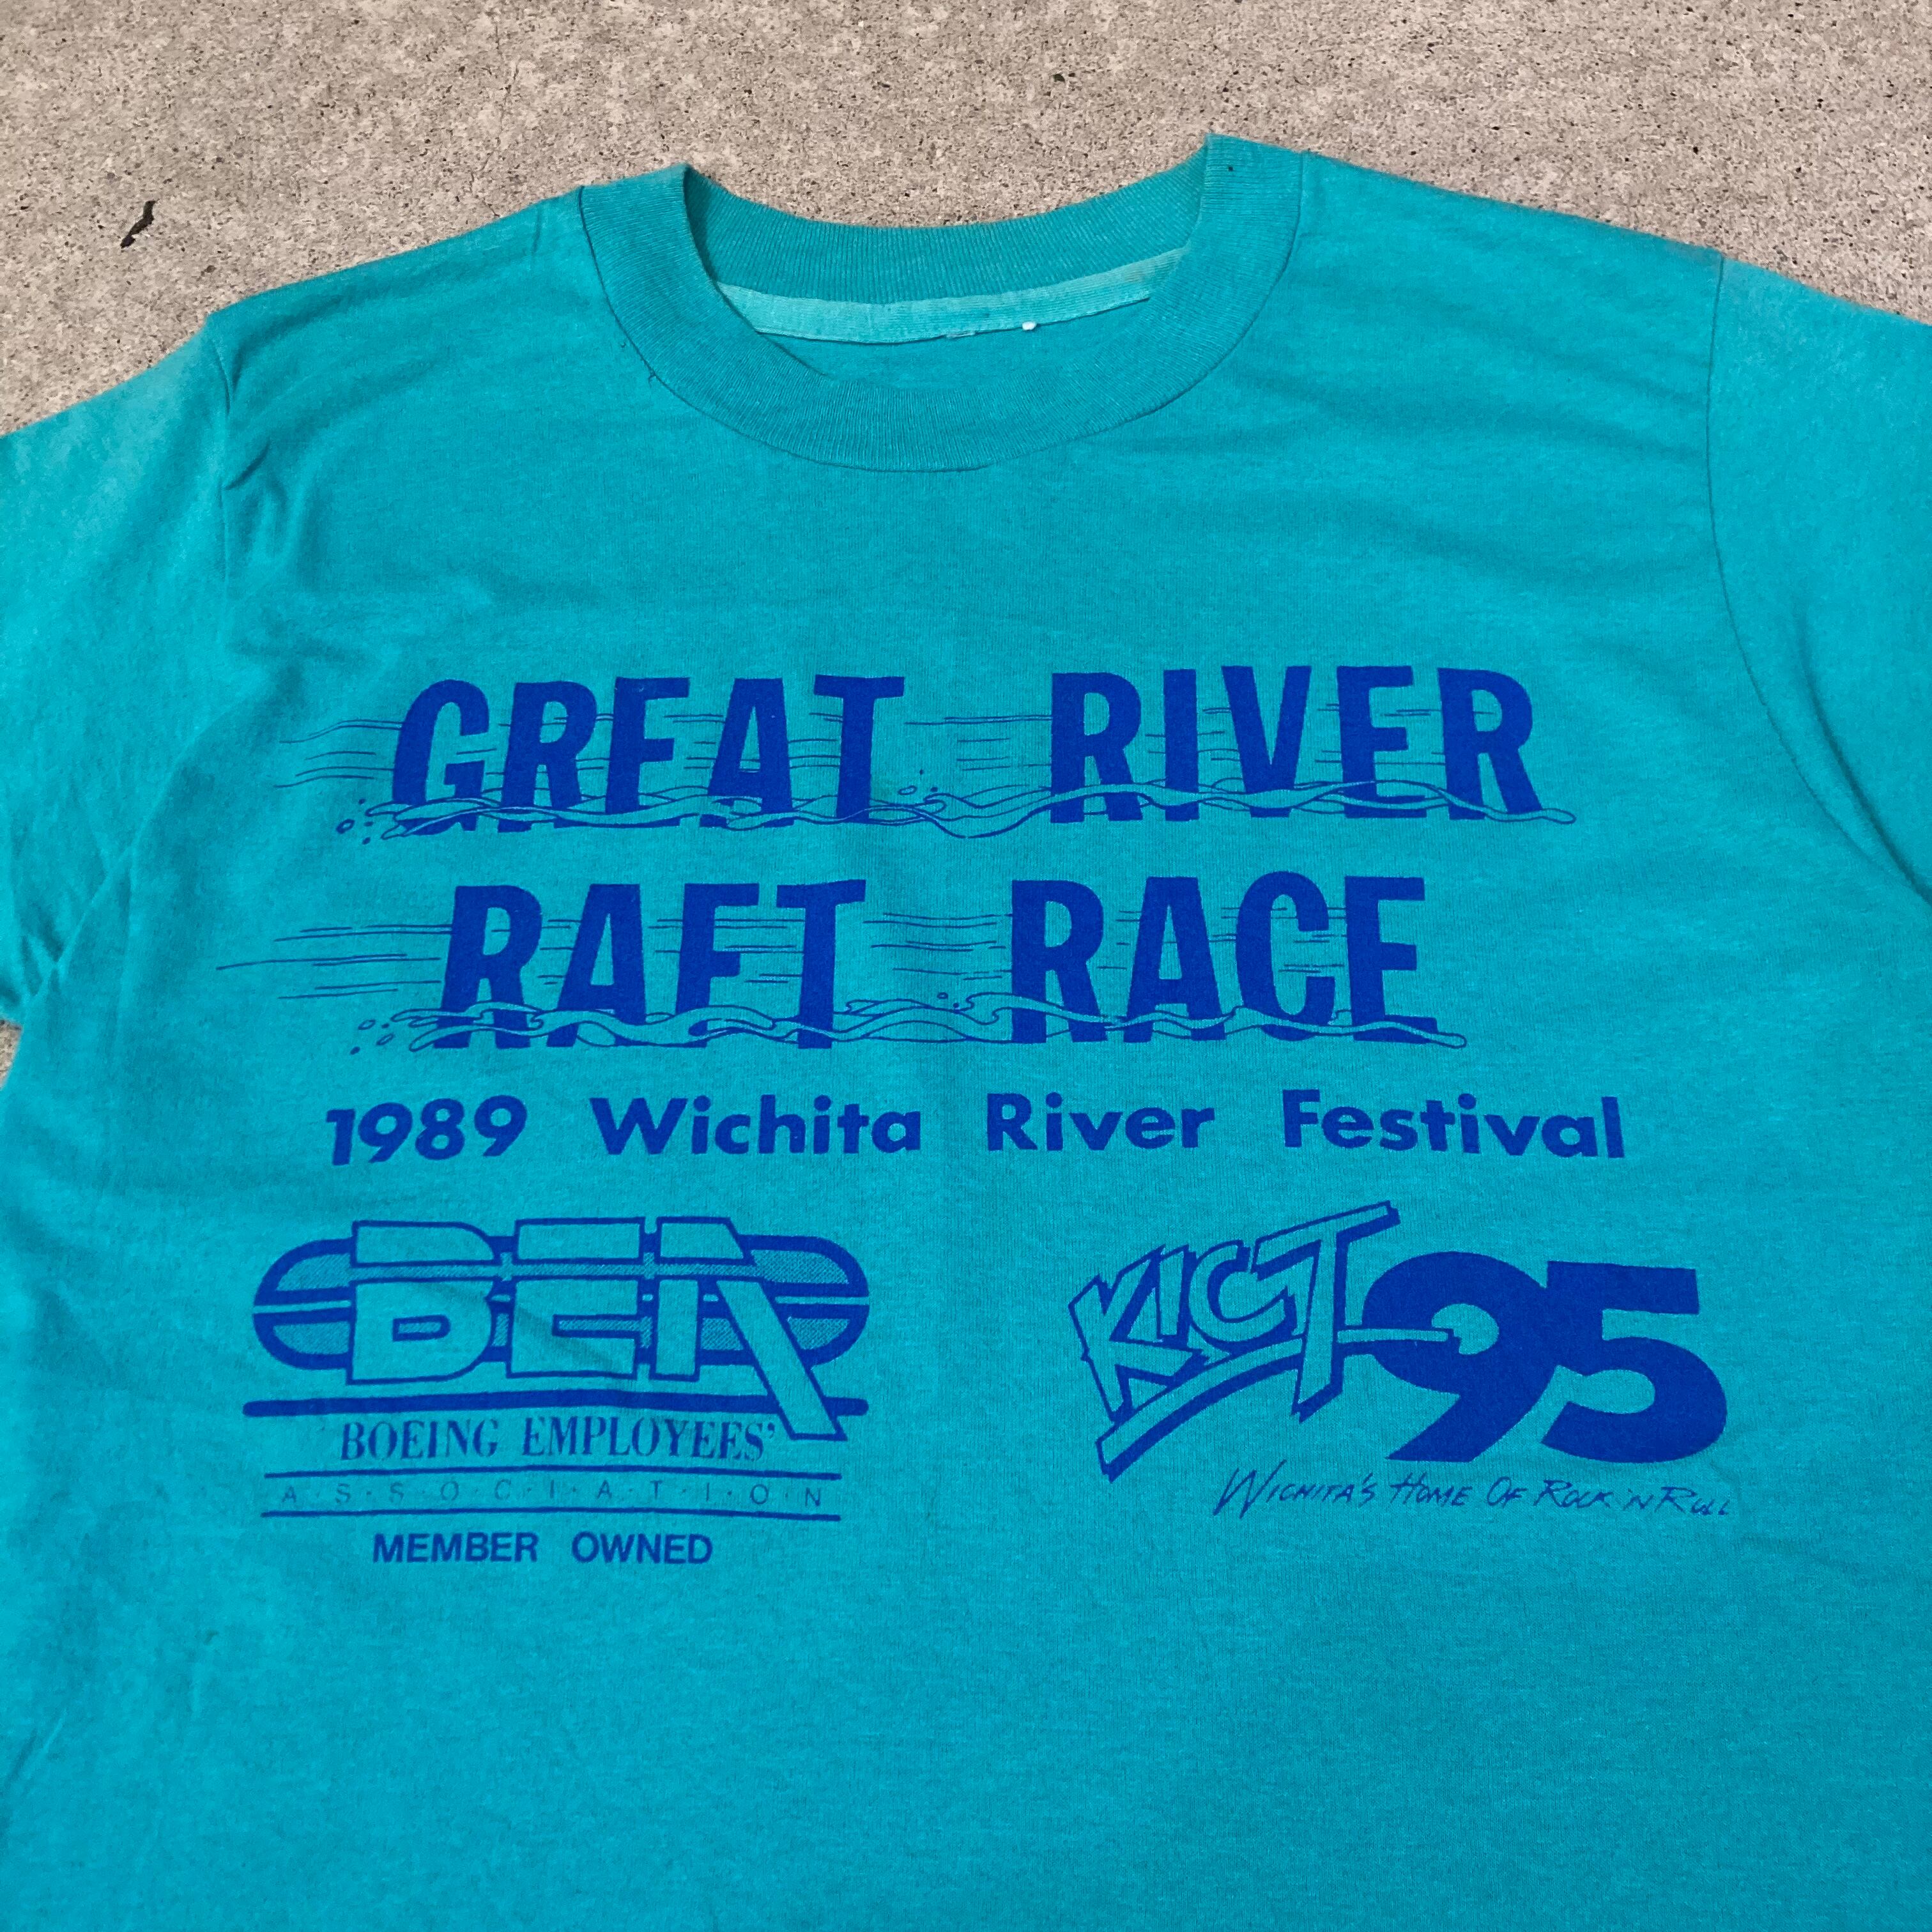 GREAT RIVER
RAFT RACE
1989 Wichita River Festival
BEA
BOEING EMPLOYEES'
A·S·S·O·C·I·A·T·I·O·N
MEMBER OWNED
KICT 95
WICHITA'S HOME OF ROCK 'N ROLL